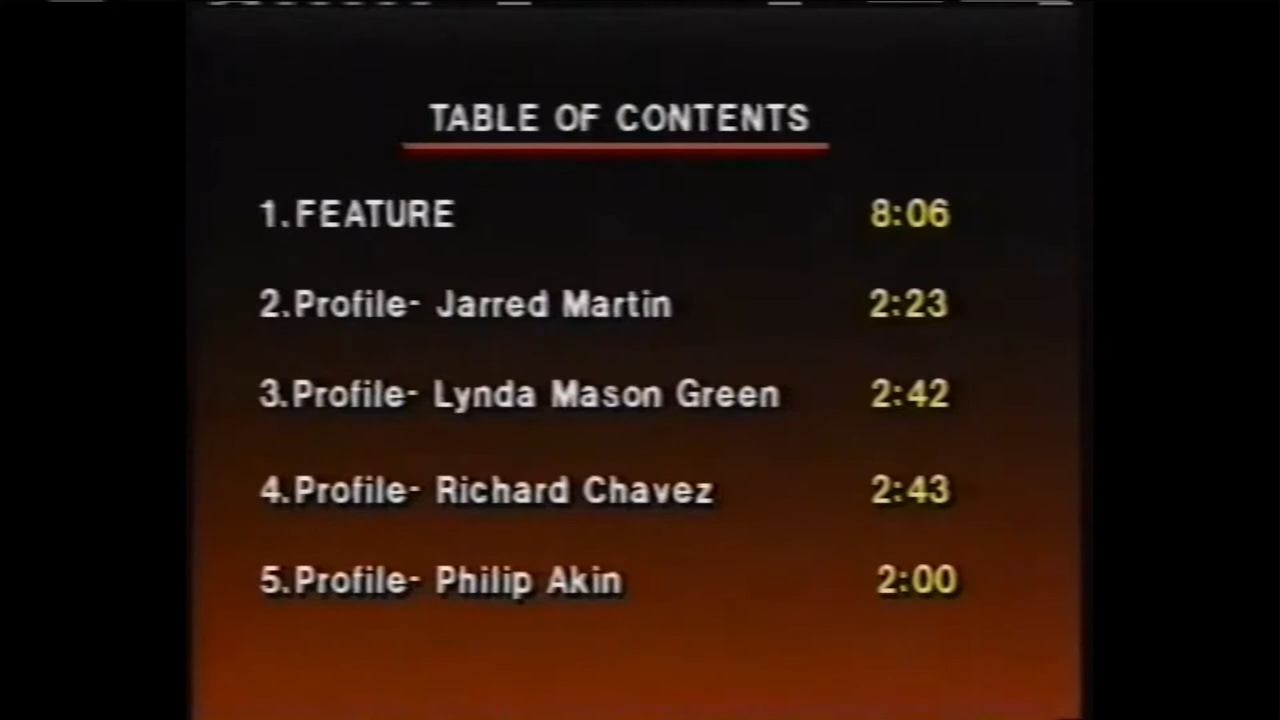 TABLE OF CONTENTS
1.FEATURE 8:06
2.Profile- Jarred Martin 2:23
3.Profile- Lynda Mason Green 2:42
4.Profile- Richard Chavez 2:43
5.Profile- Philip Akin 2:00